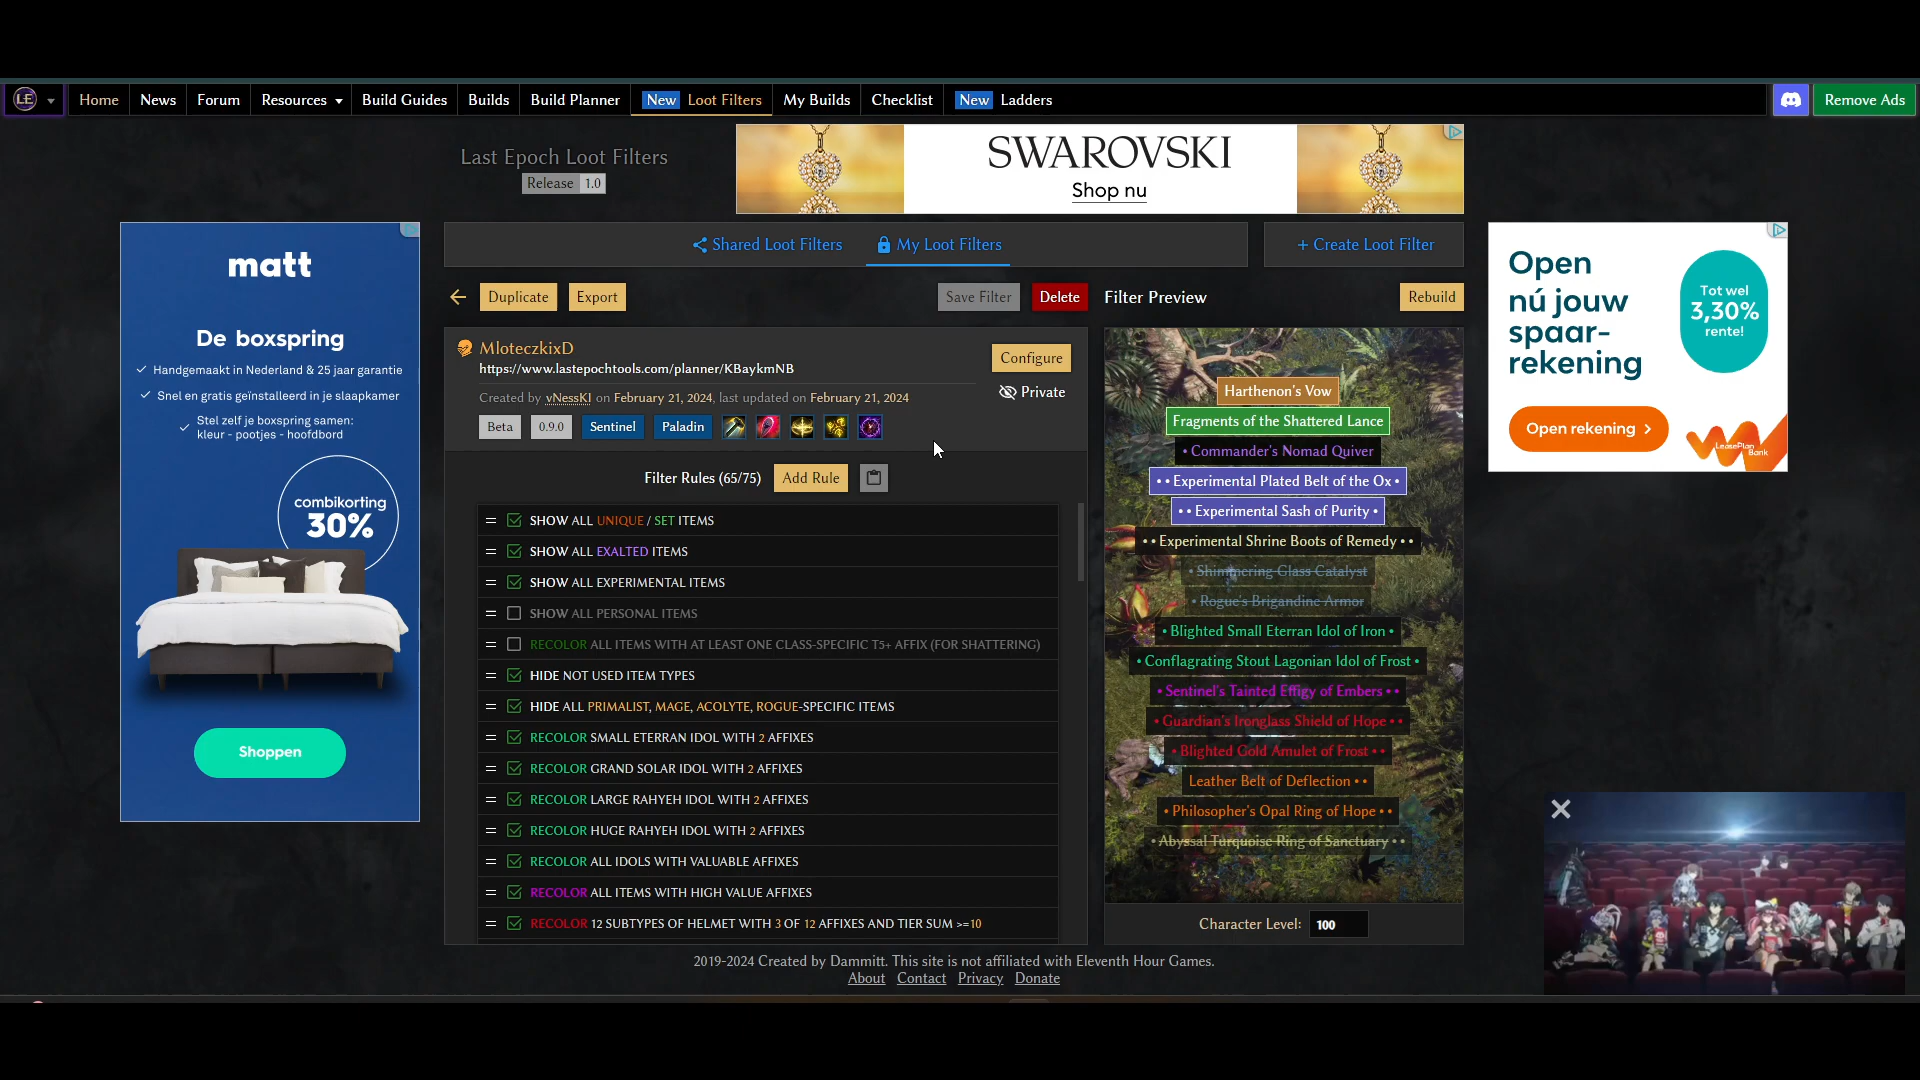 LE
Home
News
Forum
Resources
Build Guides
Builds
Build Planner
New Loot Filters
My Builds
Checklist
New Ladders
Remove Ads
Last Epoch Loot Filters
Release 1.0
SWAROVSKI
Shop nu
matt
De boxspring
Handgemaakt in Nederland & 25 jaar garantie
Snel en gratis geïnstalleerd in je slaapkamer
Stel zelf je boxspring samen:
kleur - pootjes - hoofdbord
combikorting
30%
Shoppen
Shared Loot Filters
My Loot Filters
+ Create Loot Filter
Duplicate
Export
Save Filter
Delete
MloteczkixD
https://www.lastepochtools.com/planner/KBaykmNB
Configure
Private
Created by vNessKI on February 21, 2024, last updated on February 21, 2024
Beta
0.9.0
Sentinel
Paladin
Filter Rules (65/75)
Add Rule
SHOW ALL UNIQUE / SET ITEMS
SHOW ALL EXALTED ITEMS
SHOW ALL EXPERIMENTAL ITEMS
SHOW ALL PERSONAL ITEMS
RECOLOR ALL ITEMS WITH AT LEAST ONE CLASS-SPECIFIC T5+ AFFIX (FOR SHATTERING)
HIDE NOT USED ITEM TYPES
HIDE ALL PRIMALIST, MAGE, ACOLYTE, ROGUE-SPECIFIC ITEMS
RECOLOR SMALL ETERRAN IDOL WITH 2 AFFIXES
RECOLOR GRAND SOLAR IDOL WITH 2 AFFIXES
RECOLOR LARGE RAHYEH IDOL WITH 2 AFFIXES
RECOLOR HUGE RAHYEH IDOL WITH 2 AFFIXES
RECOLOR ALL IDOLS WITH VALUABLE AFFIXES
RECOLOR ALL ITEMS WITH HIGH VALUE AFFIXES
RECOLOR 12 SUBTYPES OF HELMET WITH 3 OF 12 AFFIXES AND TIER SUM >=10
Filter Preview
Rebuild
Harthenon's Vow
Fragments of the Shattered Lance
• Commander's Nomad Quiver
• • Experimental Plated Belt of the Ox •
• • Experimental Sash of Purity •
• • Experimental Shrine Boots of Remedy • •
• Shimmering Glass Catalyst
• Rogue's Brigandine Armor
• Blighted Small Eterran Idol of Iron •
• Conflagrating Stout Lagonian Idol of Frost •
• Sentinel's Tainted Effigy of Embers • •
• Guardian's Ironglass Shield of Hope • •
• Blighted Gold Amulet of Frost • •
Leather Belt of Deflection • •
• Philosopher's Opal Ring of Hope • •
• Abyssal Turquoise Ring of Sanctuary • •
Character Level: 100
Open
nú jouw
spaar-
rekening
Tot wel
3,30%
rente!
Open rekening >
LeasePlan
Bank
2019-2024 Created by Dammitt. This site is not affiliated with Eleventh Hour Games.
About
Contact
Privacy
Donate